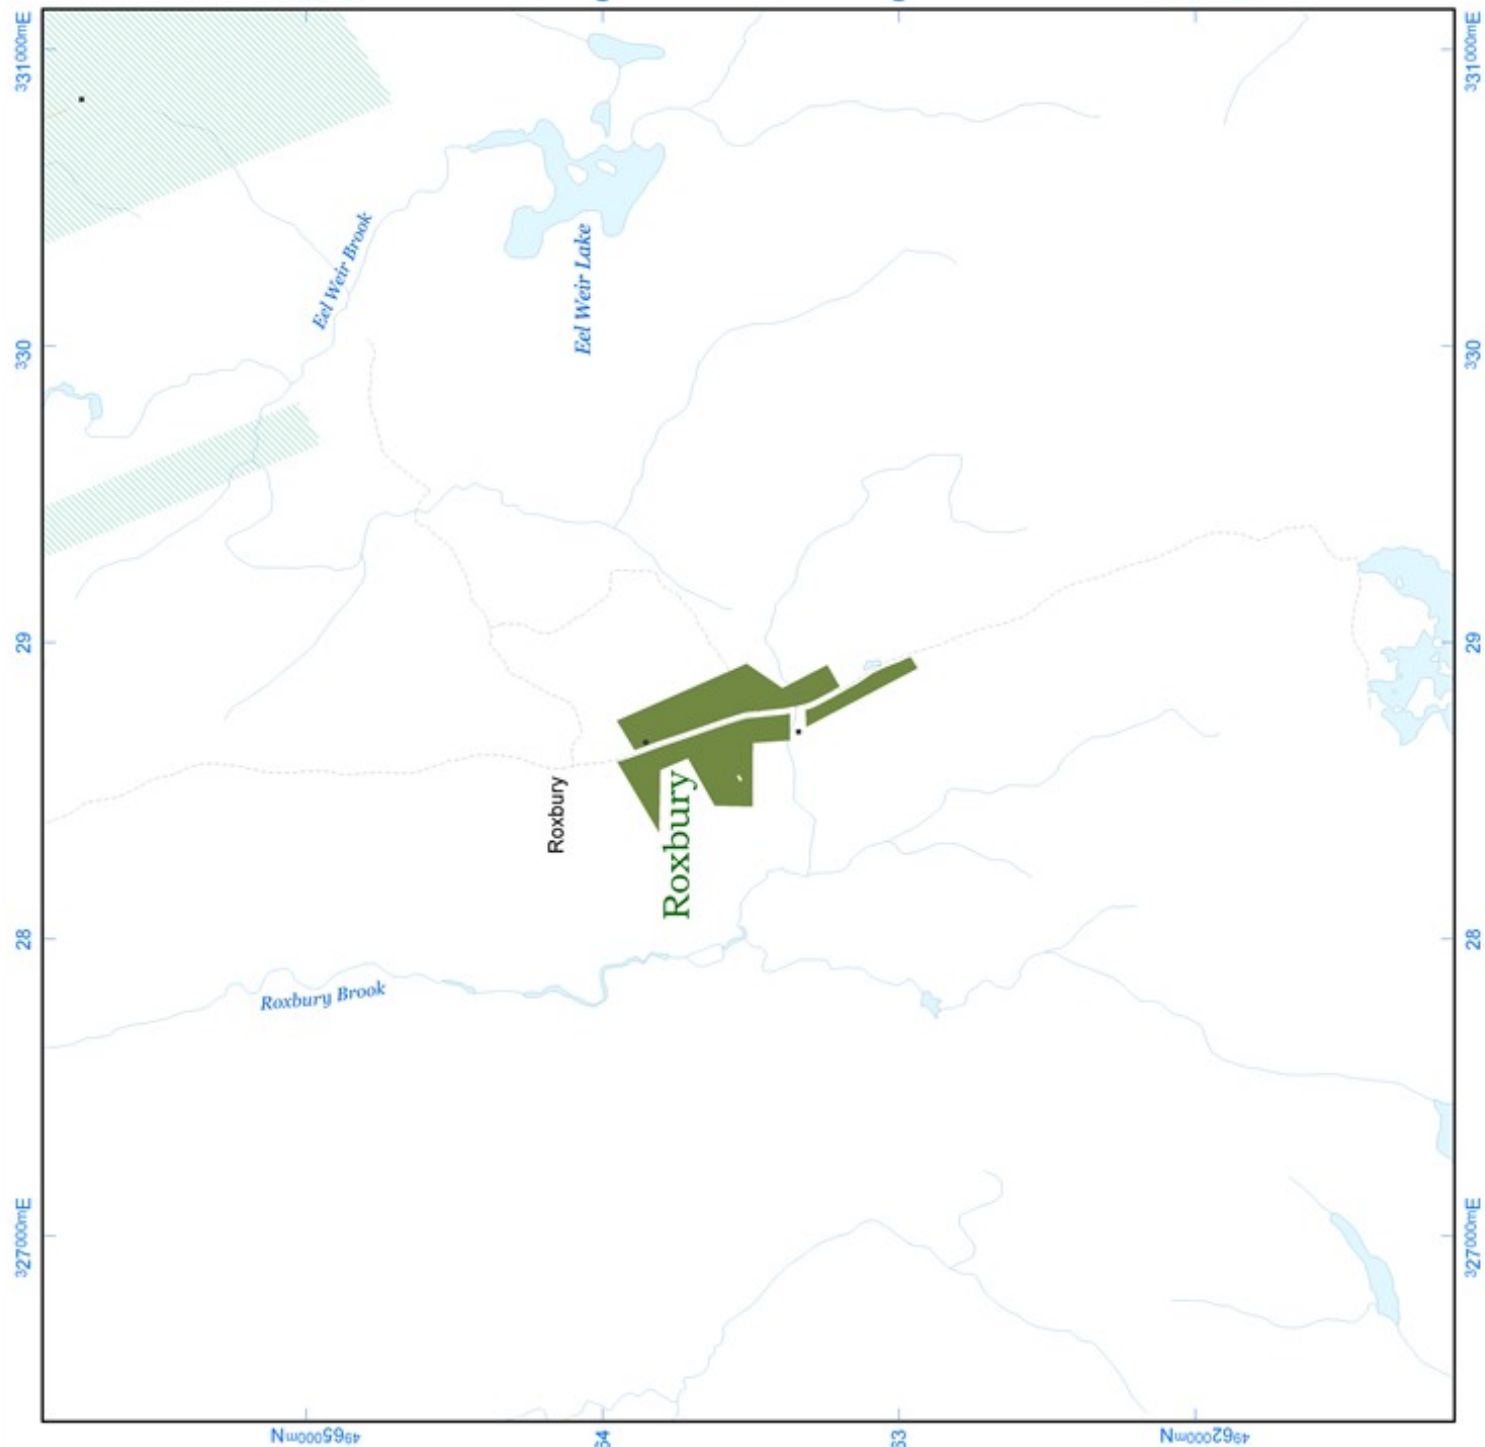 331000mE
331000mE
Eel Weir Brook
Eel Weir Lake
330
330
29
29
Roxbury
Roxbury
28
28
Roxbury Brook
327000mE
327000mE
4965000mN
64
63
4962000mN